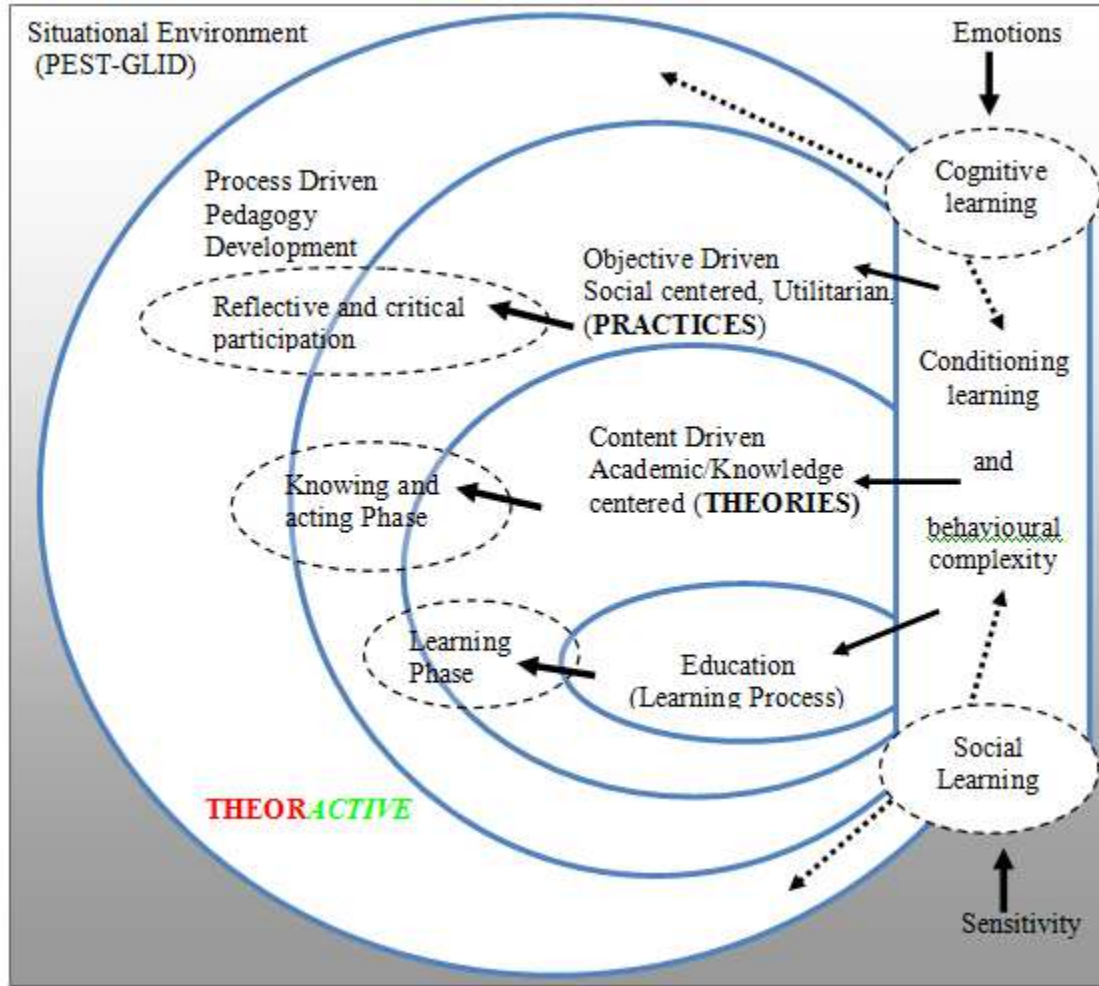 Situational Environment
(PEST-GLID)
Emotions
Cognitive
learning
Process Driven
Pedagogy
Development
Objective Driven
Social centered, Utilitarian,
(PRACTICES)
Reflective and critical
participation
Conditioning
learning
and
behavioural
complexity
Content Driven
Academic/Knowledge
centered (THEORIES)
Knowing and
acting Phase
Learning
Phase
Education
(Learning Process)
Social
Learning
THEORACTIVE
Sensitivity